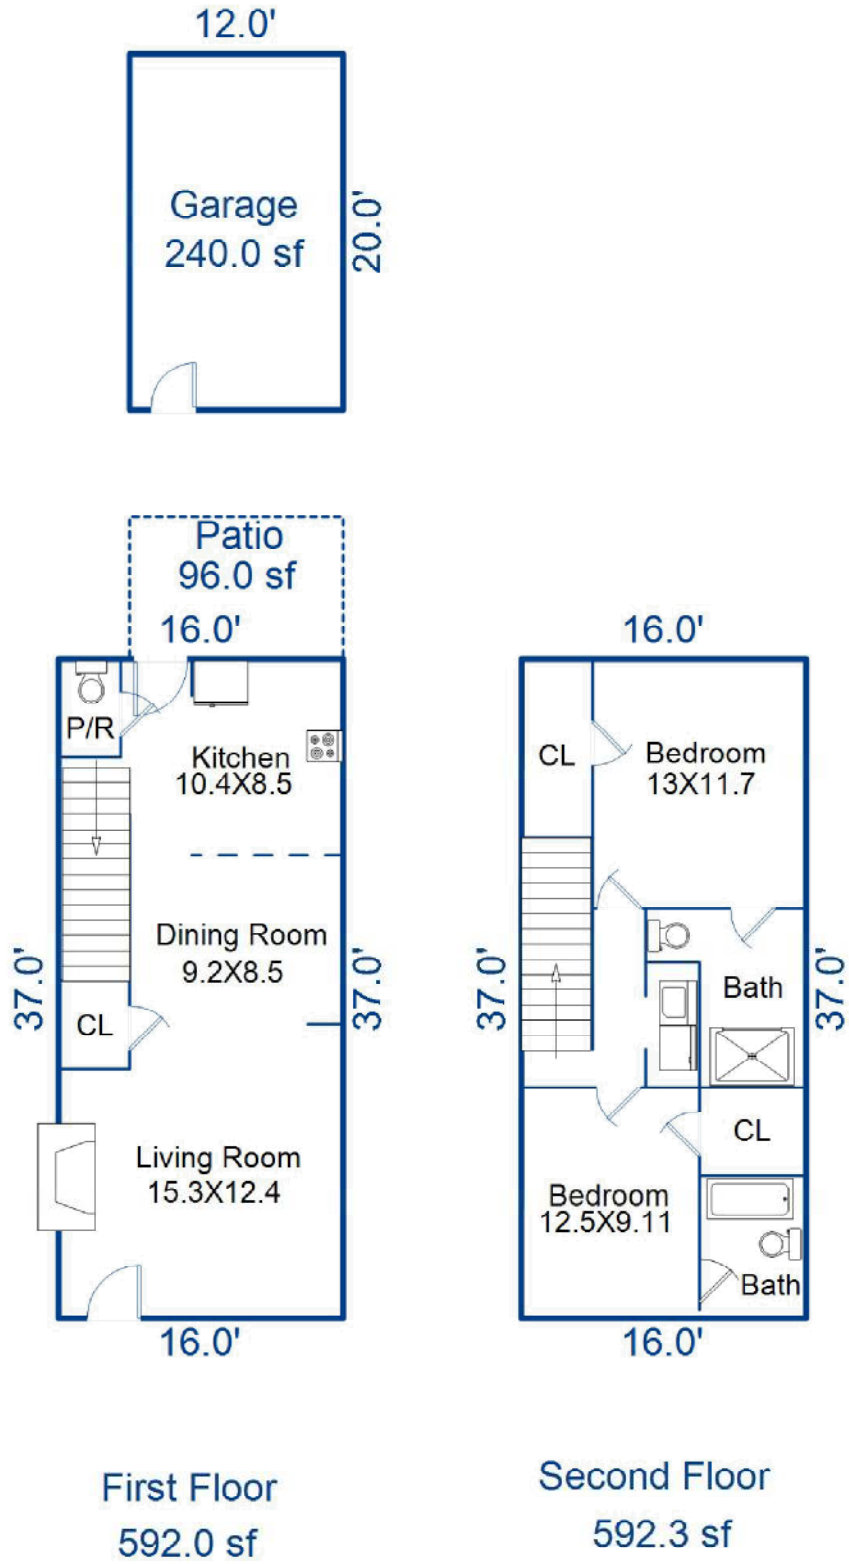 12.0'
Garage
240.0 sf
20.0'
Patio
96.0 sf
16.0'
P/R
Kitchen
10.4X8.5
Dining Room
9.2X8.5
37.0'
37.0'
CL
Living Room
15.3X12.4
16.0'
First Floor
592.0 sf
16.0'
CL
Bedroom
13X11.7
37.0'
37.0'
Bath
CL
Bedroom
12.5X9.11
Bath
16.0'
Second Floor
592.3 sf